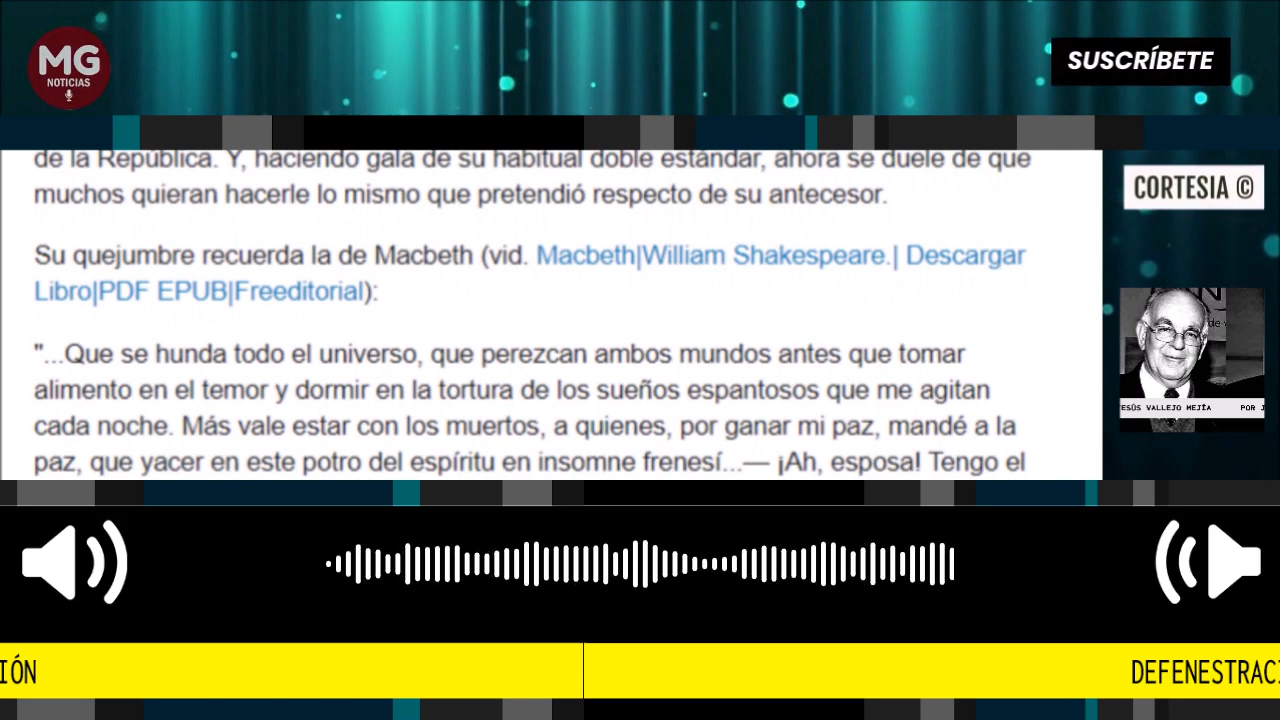 MG
NOTICIAS
SUSCRÍBETE
de la República. Y, haciendo gala de su habitual doble estándar, ahora se duele de que
muchos quieran hacerle lo mismo que pretendió respecto de su antecesor.
Su quejumbre recuerda la de Macbeth (vid. Macbeth|William Shakespeare.| Descargar
Libro|PDF EPUB|Freeditorial):
"...Que se hunda todo el universo, que perezcan ambos mundos antes que tomar
alimento en el temor y dormir en la tortura de los sueños espantosos que me agitan
cada noche. Más vale estar con los muertos, a quienes, por ganar mi paz, mandé a la
paz, que yacer en este potro del espíritu en insomne frenesí...— ¡Ah, esposa! Tengo el
CORTESIA ©
de v
ESÚS VALLEJO MEJÍA POR J
IÓN
DEFENESTRACI